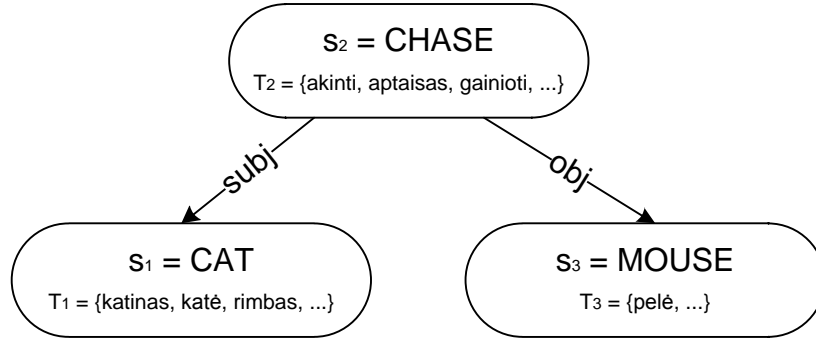 s₂ = CHASE
T₂ = {akinti, aptaisas, gainioti, ...}
subj
obj
s₁ = CAT
T₁ = {katinas, katė, rimbas, ...}
s₃ = MOUSE
T₃ = {pelė, ...}